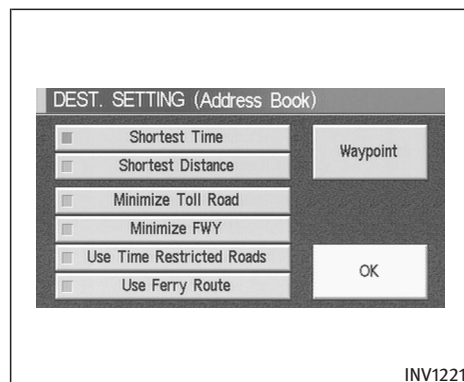 DEST. SETTING (Address Book)
Shortest Time
Shortest Distance
Waypoint
Minimize Toll Road
Minimize FWY
Use Time Restricted Roads
Use Ferry Route
OK
INV1221